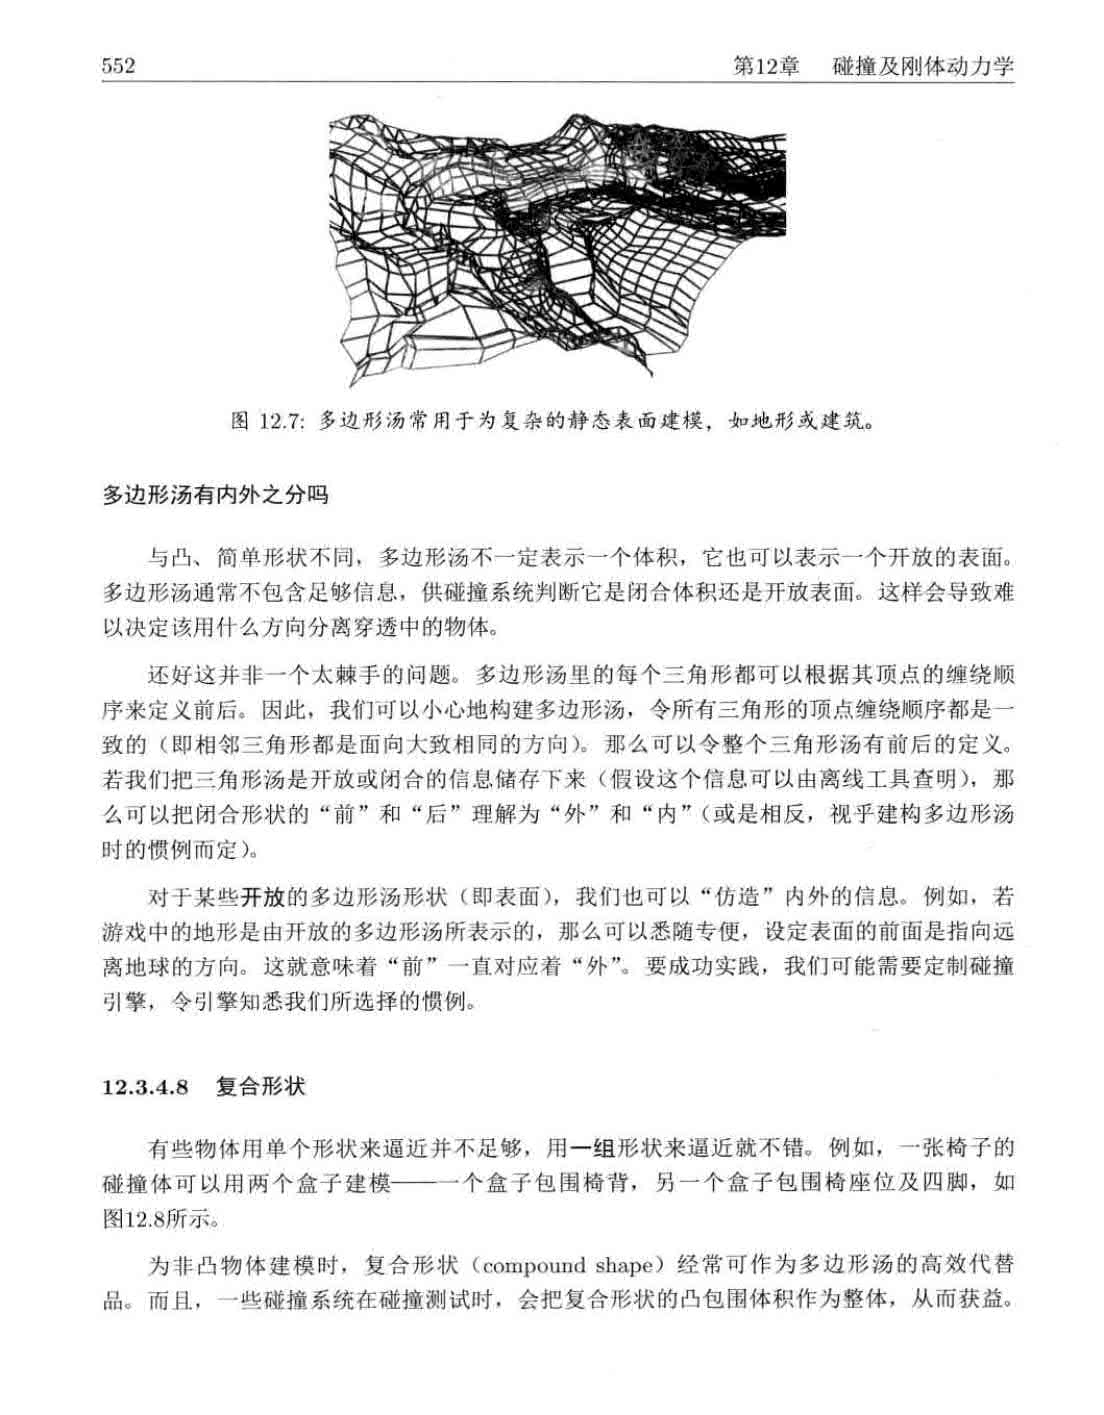 552
第12章 碰撞及刚体动力学
图 12.7: 多边形汤常用于为复杂的静态表面建模，如地形或建筑。
多边形汤有内外之分吗
与凸、简单形状不同，多边形汤不一定表示一个体积，它也可以表示一个开放的表面。
多边形汤通常不包含足够信息，供碰撞系统判断它是闭合体积还是开放表面。这样会导致难
以决定该用什么方向分离穿透中的物体。
还好这并非一个太棘手的问题。多边形汤里的每个三角形都可以根据其顶点的缠绕顺
序来定义前后。因此，我们可以小心地构建多边形汤，令所有三角形的顶点缠绕顺序都是一
致的（即相邻三角形都是面向大致相同的方向）。那么可以令整个三角形汤有前后的定义。
若我们把三角形汤是开放或闭合的信息储存下来（假设这个信息可以由离线工具查明），那
么可以把闭合形状的“前”和“后”理解为“外”和“内”（或是相反，视乎建构多边形汤
时的惯例而定）。
对于某些开放的多边形汤形状（即表面），我们也可以“仿造”内外的信息。例如，若
游戏中的地形是由开放的多边形汤所表示的，那么可以悉随专便，设定表面的前面是指向远
离地球的方向。这就意味着“前”一直对应着“外”。要成功实践，我们可能需要定制碰撞
引擎，令引擎知悉我们所选择的惯例。
12.3.4.8 复合形状
有些物体用单个形状来逼近并不足够，用一组形状来逼近就不错。例如，一张椅子的
碰撞体可以用两个盒子建模——一个盒子包围椅背，另一个盒子包围椅座位及四脚，如
图12.8所示。
为非凸物体建模时，复合形状（compound shape）经常可作为多边形汤的高效代替
品。而且，一些碰撞系统在碰撞测试时，会把复合形状的凸包围体积作为整体，从而获益。